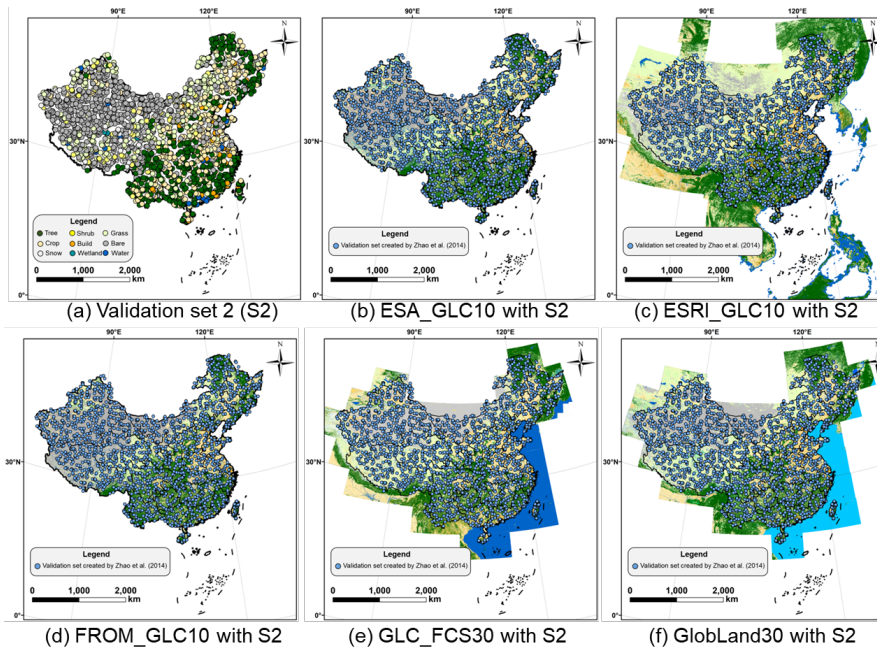 90°E 120°E
N
30°N
Legend
Tree Shrub Grass
Crop Build Bare
Snow Wetland Water
0 1,000 2,000
km
0°
(a) Validation set 2 (S2)
90°E 120°E
N
30°N
Legend
Validation set created by Zhao et al. (2014)
0 1,000 2,000
km
0°
(b) ESA_GLC10 with S2
90°E 120°E
N
30°N
Legend
Validation set created by Zhao et al. (2014)
0 1,000 2,000
km
0°
(c) ESRI_GLC10 with S2
90°E 120°E
N
30°N
Legend
Validation set created by Zhao et al. (2014)
0 1,000 2,000
km
0°
(d) FROM_GLC10 with S2
90°E 120°E
N
30°N
Legend
Validation set created by Zhao et al. (2014)
0 1,000 2,000
km
0°
(e) GLC_FCS30 with S2
90°E 120°E
N
30°N
Legend
Validation set created by Zhao et al. (2014)
0 1,000 2,000
km
0°
(f) GlobLand30 with S2